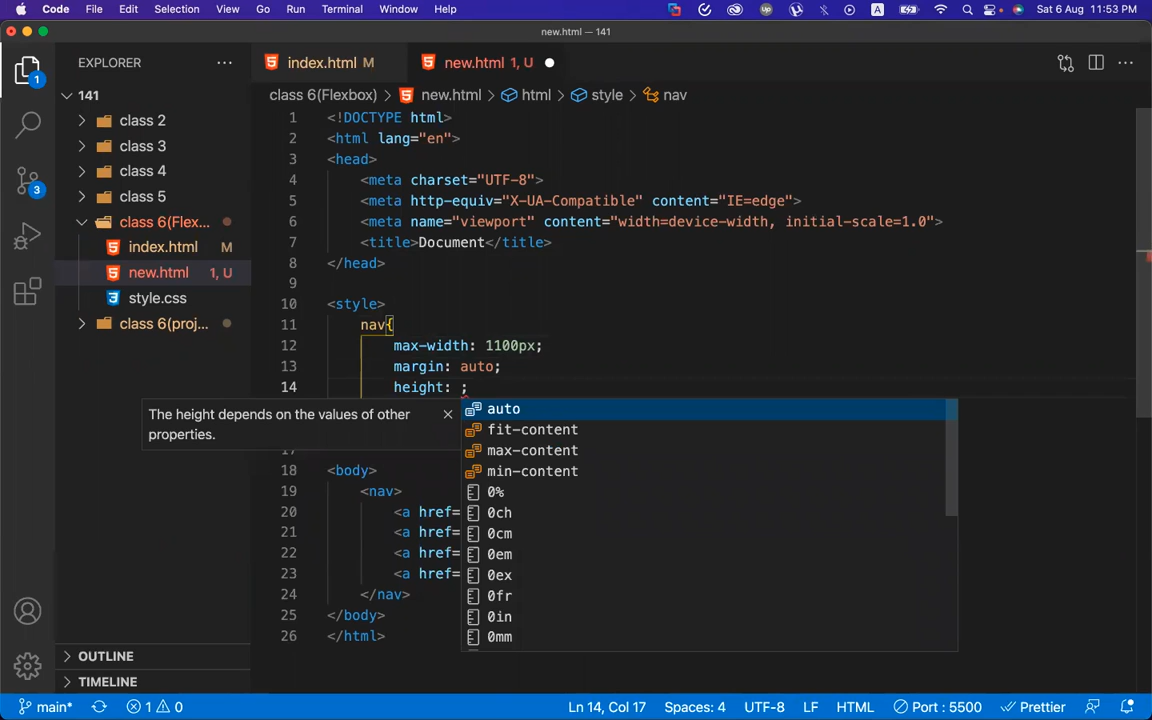 Code File Edit Selection View Go Run Terminal Window Help Up A Sat 6 Aug 11:53 PM
new.html — 141
EXPLORER
index.html M
new.html 1, U
1
141
class 6(Flexbox) > new.html > html > style > nav
class 2
class 3
class 4
class 5
class 6(Flex...
index.html M
new.html 1, U
style.css
class 6(proj...
3
1 <!DOCTYPE html>
2 <html lang="en">
3 <head>
4 <meta charset="UTF-8">
5 <meta http-equiv="X-UA-Compatible" content="IE=edge">
6 <meta name="viewport" content="width=device-width, initial-scale=1.0">
7 <title>Document</title>
8 </head>
9
10 <style>
11 nav{
12 max-width: 1100px;
13 margin: auto;
14 height: ;
The height depends on the values of other
properties.
auto
fit-content
max-content
min-content
0%
0ch
0cm
0em
0ex
0fr
0in
0mm
17
18 <body>
19 <nav>
20 <a href=
21 <a href=
22 <a href=
23 <a href=
24 </nav>
25 </body>
26 </html>
OUTLINE
TIMELINE
main* 1 0 Ln 14, Col 17 Spaces: 4 UTF-8 LF HTML Port : 5500 Prettier